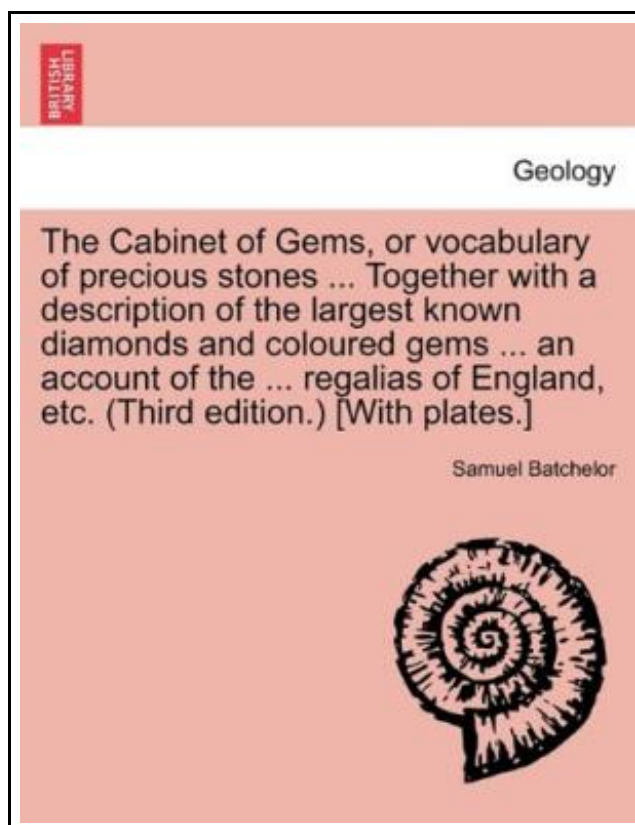 BRITISH
LIBRARY
Geology
The Cabinet of Gems, or vocabulary
of precious stones ... Together with a
description of the largest known
diamonds and coloured gems ... an
account of the ... regalias of England,
etc. (Third edition.) [With plates.]
Samuel Batchelor